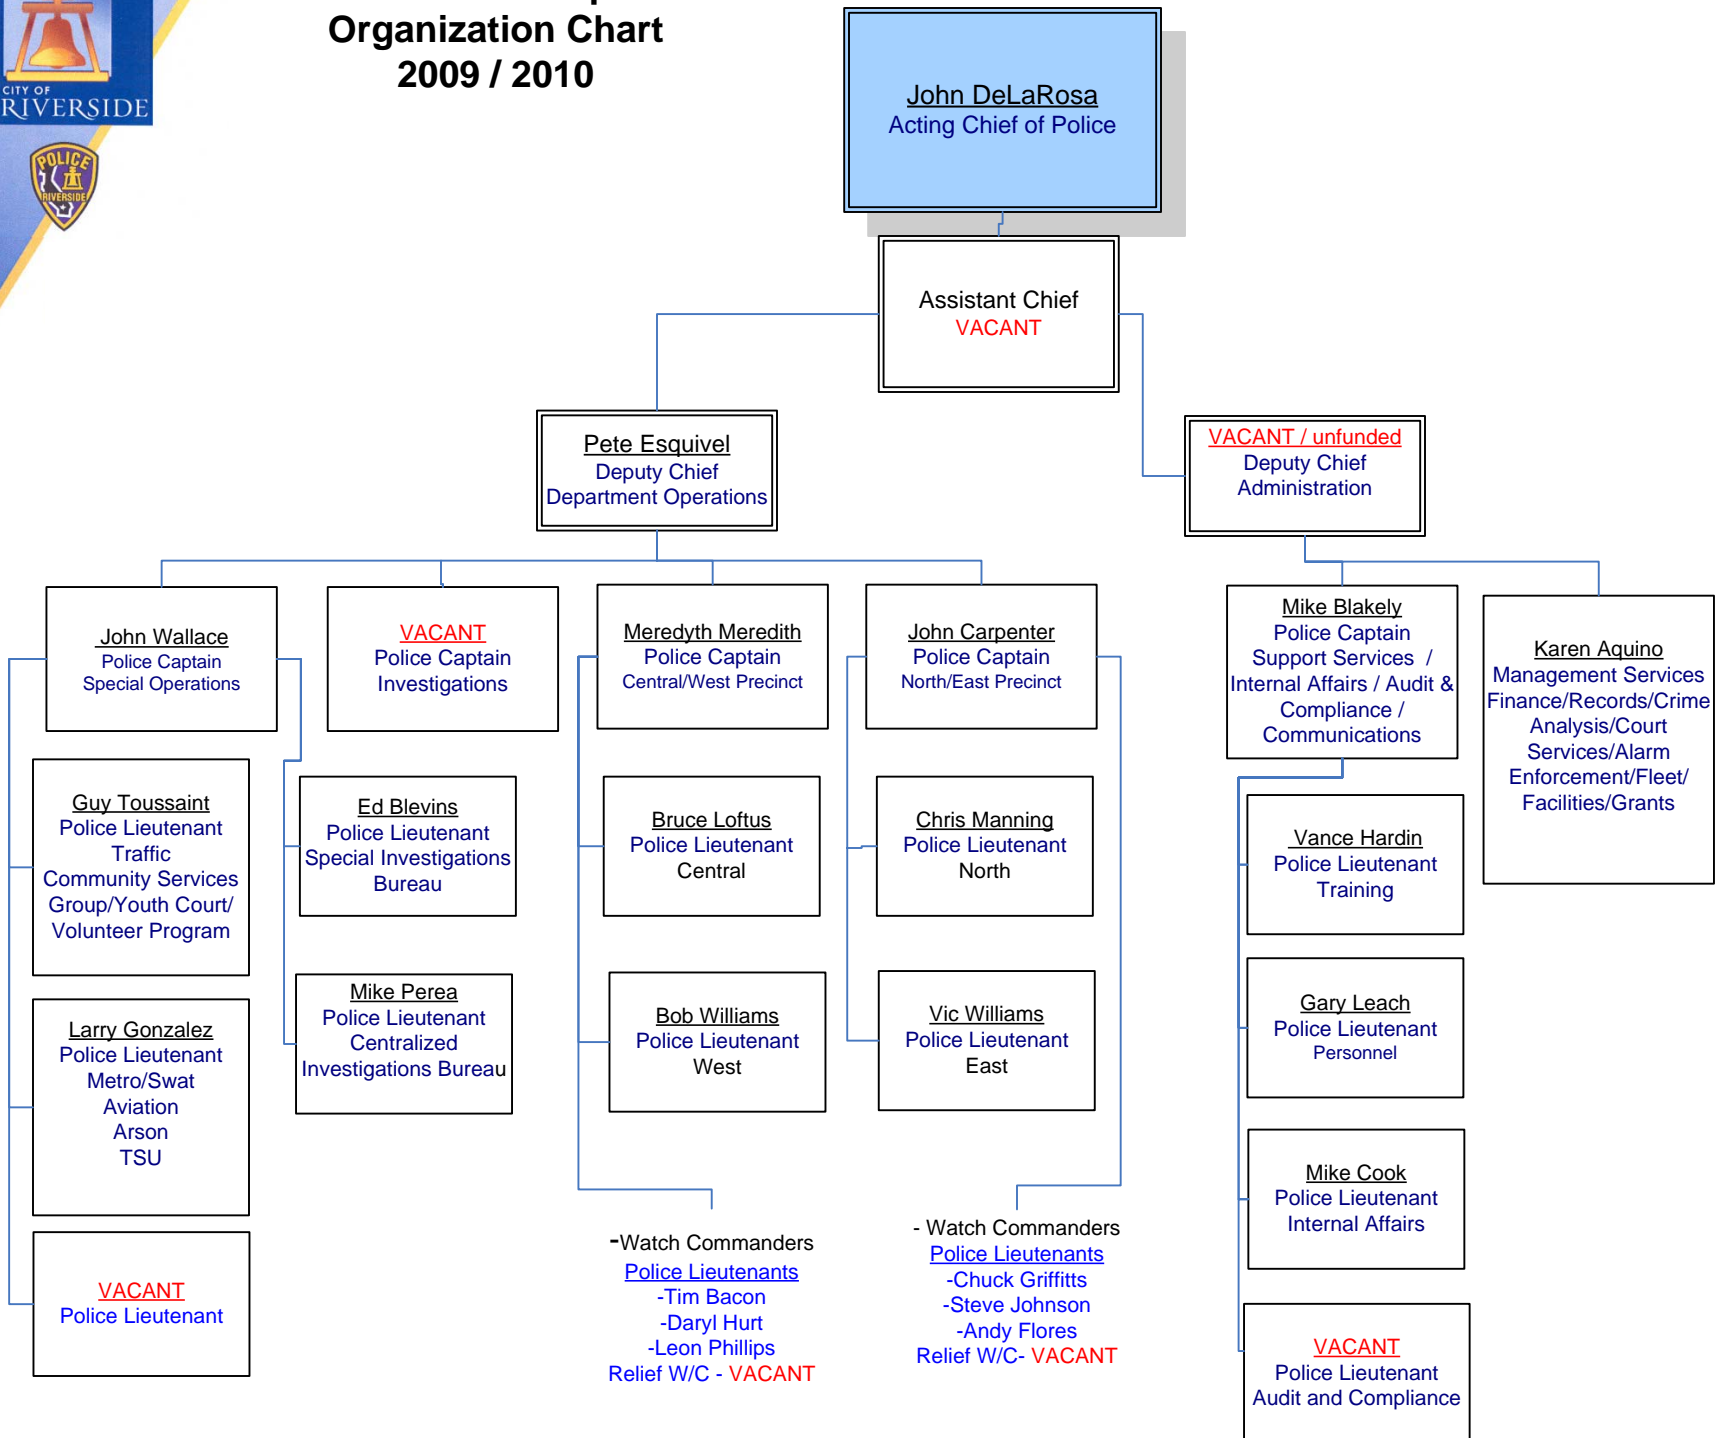 Organization Chart
2009 / 2010
CITY OF
RIVERSIDE
POLICE
RIVERSIDE
John DeLaRosa
Acting Chief of Police
Assistant Chief
VACANT
Pete Esquivel
Deputy Chief
Department Operations
VACANT / unfunded
Deputy Chief
Administration
John Wallace
Police Captain
Special Operations
VACANT
Police Captain
Investigations
Meredyth Meredith
Police Captain
Central/West Precinct
John Carpenter
Police Captain
North/East Precinct
Mike Blakely
Police Captain
Support Services /
Internal Affairs / Audit &
Compliance /
Communications
Karen Aquino
Management Services
Finance/Records/Crime
Analysis/Court
Services/Alarm
Enforcement/Fleet/
Facilities/Grants
Guy Toussaint
Police Lieutenant
Traffic
Community Services
Group/Youth Court/
Volunteer Program
Ed Blevins
Police Lieutenant
Special Investigations
Bureau
Bruce Loftus
Police Lieutenant
Central
Chris Manning
Police Lieutenant
North
Vance Hardin
Police Lieutenant
Training
Larry Gonzalez
Police Lieutenant
Metro/Swat
Aviation
Arson
TSU
Mike Perea
Police Lieutenant
Centralized
Investigations Bureau
Bob Williams
Police Lieutenant
West
Vic Williams
Police Lieutenant
East
Gary Leach
Police Lieutenant
Personnel
Mike Cook
Police Lieutenant
Internal Affairs
VACANT
Police Lieutenant
-Watch Commanders
Police Lieutenants
-Tim Bacon
-Daryl Hurt
-Leon Phillips
Relief W/C - VACANT
- Watch Commanders
Police Lieutenants
-Chuck Griffitts
-Steve Johnson
-Andy Flores
Relief W/C- VACANT
VACANT
Police Lieutenant
Audit and Compliance